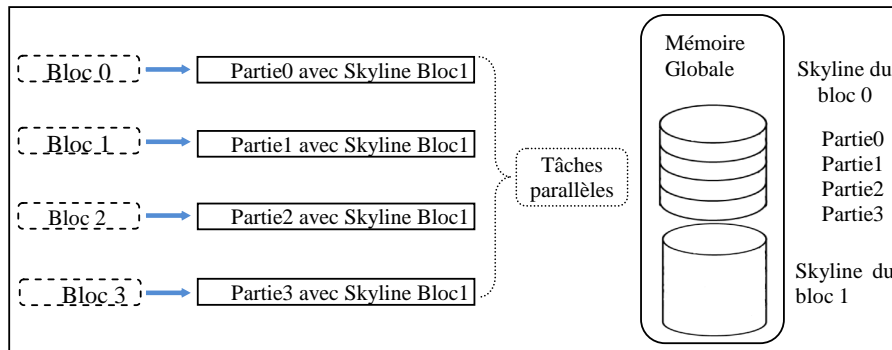 Bloc 0
Partie0 avec Skyline Bloc1
Bloc 1
Partie1 avec Skyline Bloc1
Bloc 2
Partie2 avec Skyline Bloc1
Bloc 3
Partie3 avec Skyline Bloc1
Tâches
parallèles
Mémoire
Globale
Skyline du
bloc 0
Partie0
Partie1
Partie2
Partie3
Skyline du
bloc 1